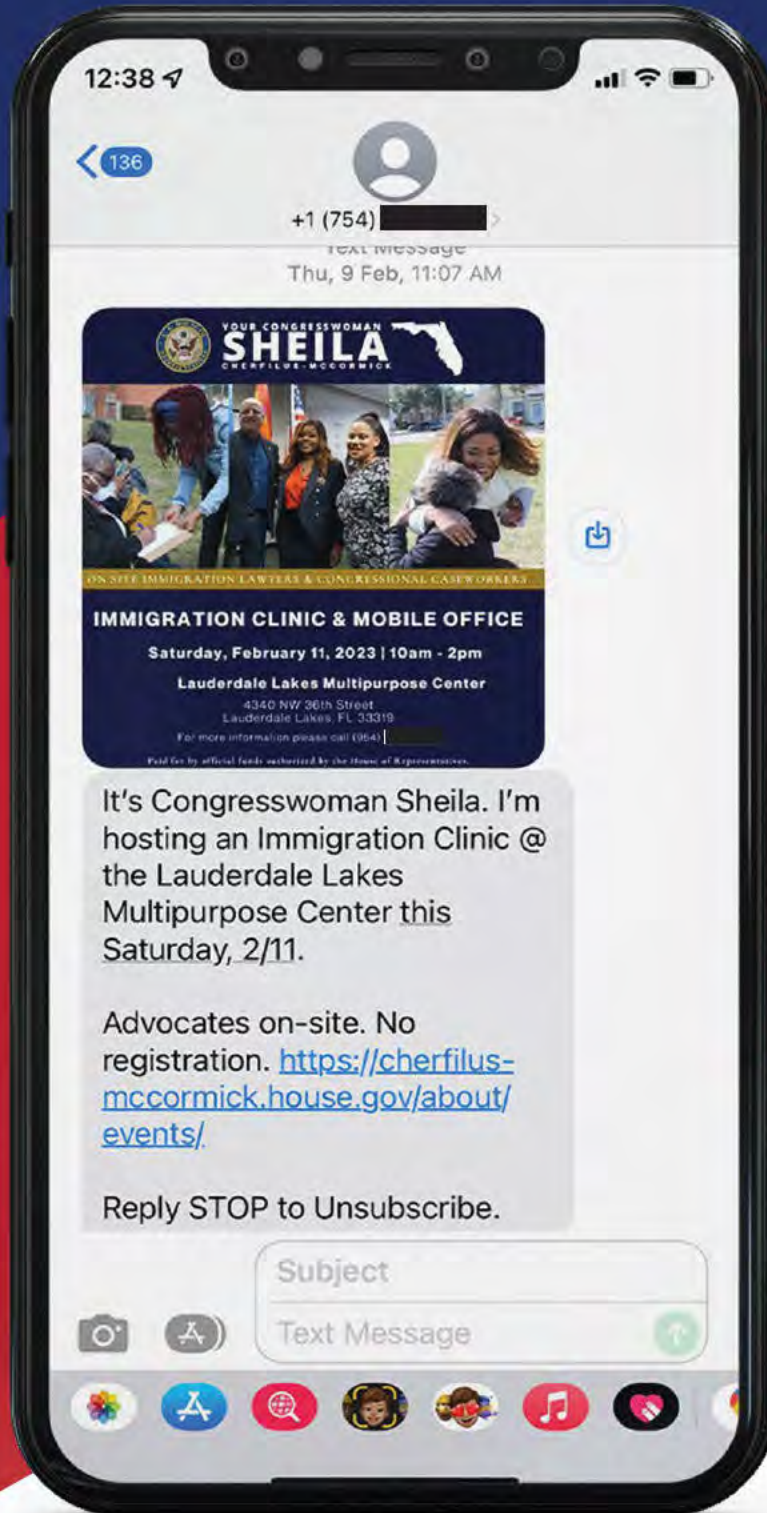 12:38
136
+1 (754)
Text Message
Thu, 9 Feb, 11:07 AM
YOUR CONGRESSWOMAN
SHEILA
CHERFILUS-MCCORMICK
ON SITE IMMIGRATION LAWYERS & CONGRESSIONAL CASEWORKERS
IMMIGRATION CLINIC & MOBILE OFFICE
Saturday, February 11, 2023 | 10am - 2pm
Lauderdale Lakes Multipurpose Center
4340 NW 36th Street
Lauderdale Lakes, FL 33319
For more information please call (954)
Paid for by official funds authorized by the House of Representatives.
It's Congresswoman Sheila. I'm
hosting an Immigration Clinic @
the Lauderdale Lakes
Multipurpose Center this
Saturday, 2/11.
Advocates on-site. No
registration. https://cherfilus-
mccormick.house.gov/about/
events/
Reply STOP to Unsubscribe.
Subject
Text Message